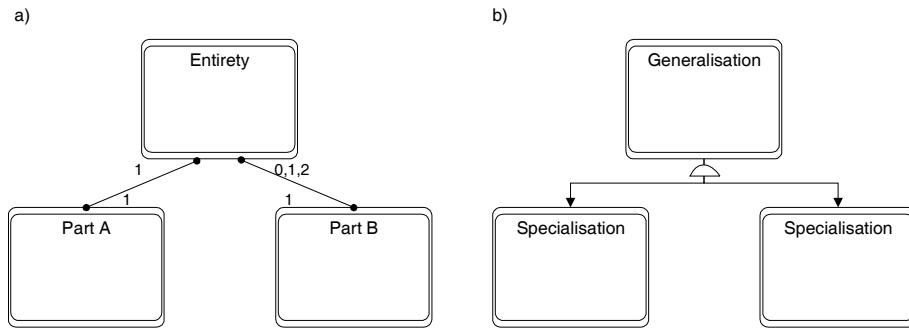 a)
b)
Entirety
Generalisation
1
0,1,2
1
1
Part A
Part B
Specialisation
Specialisation